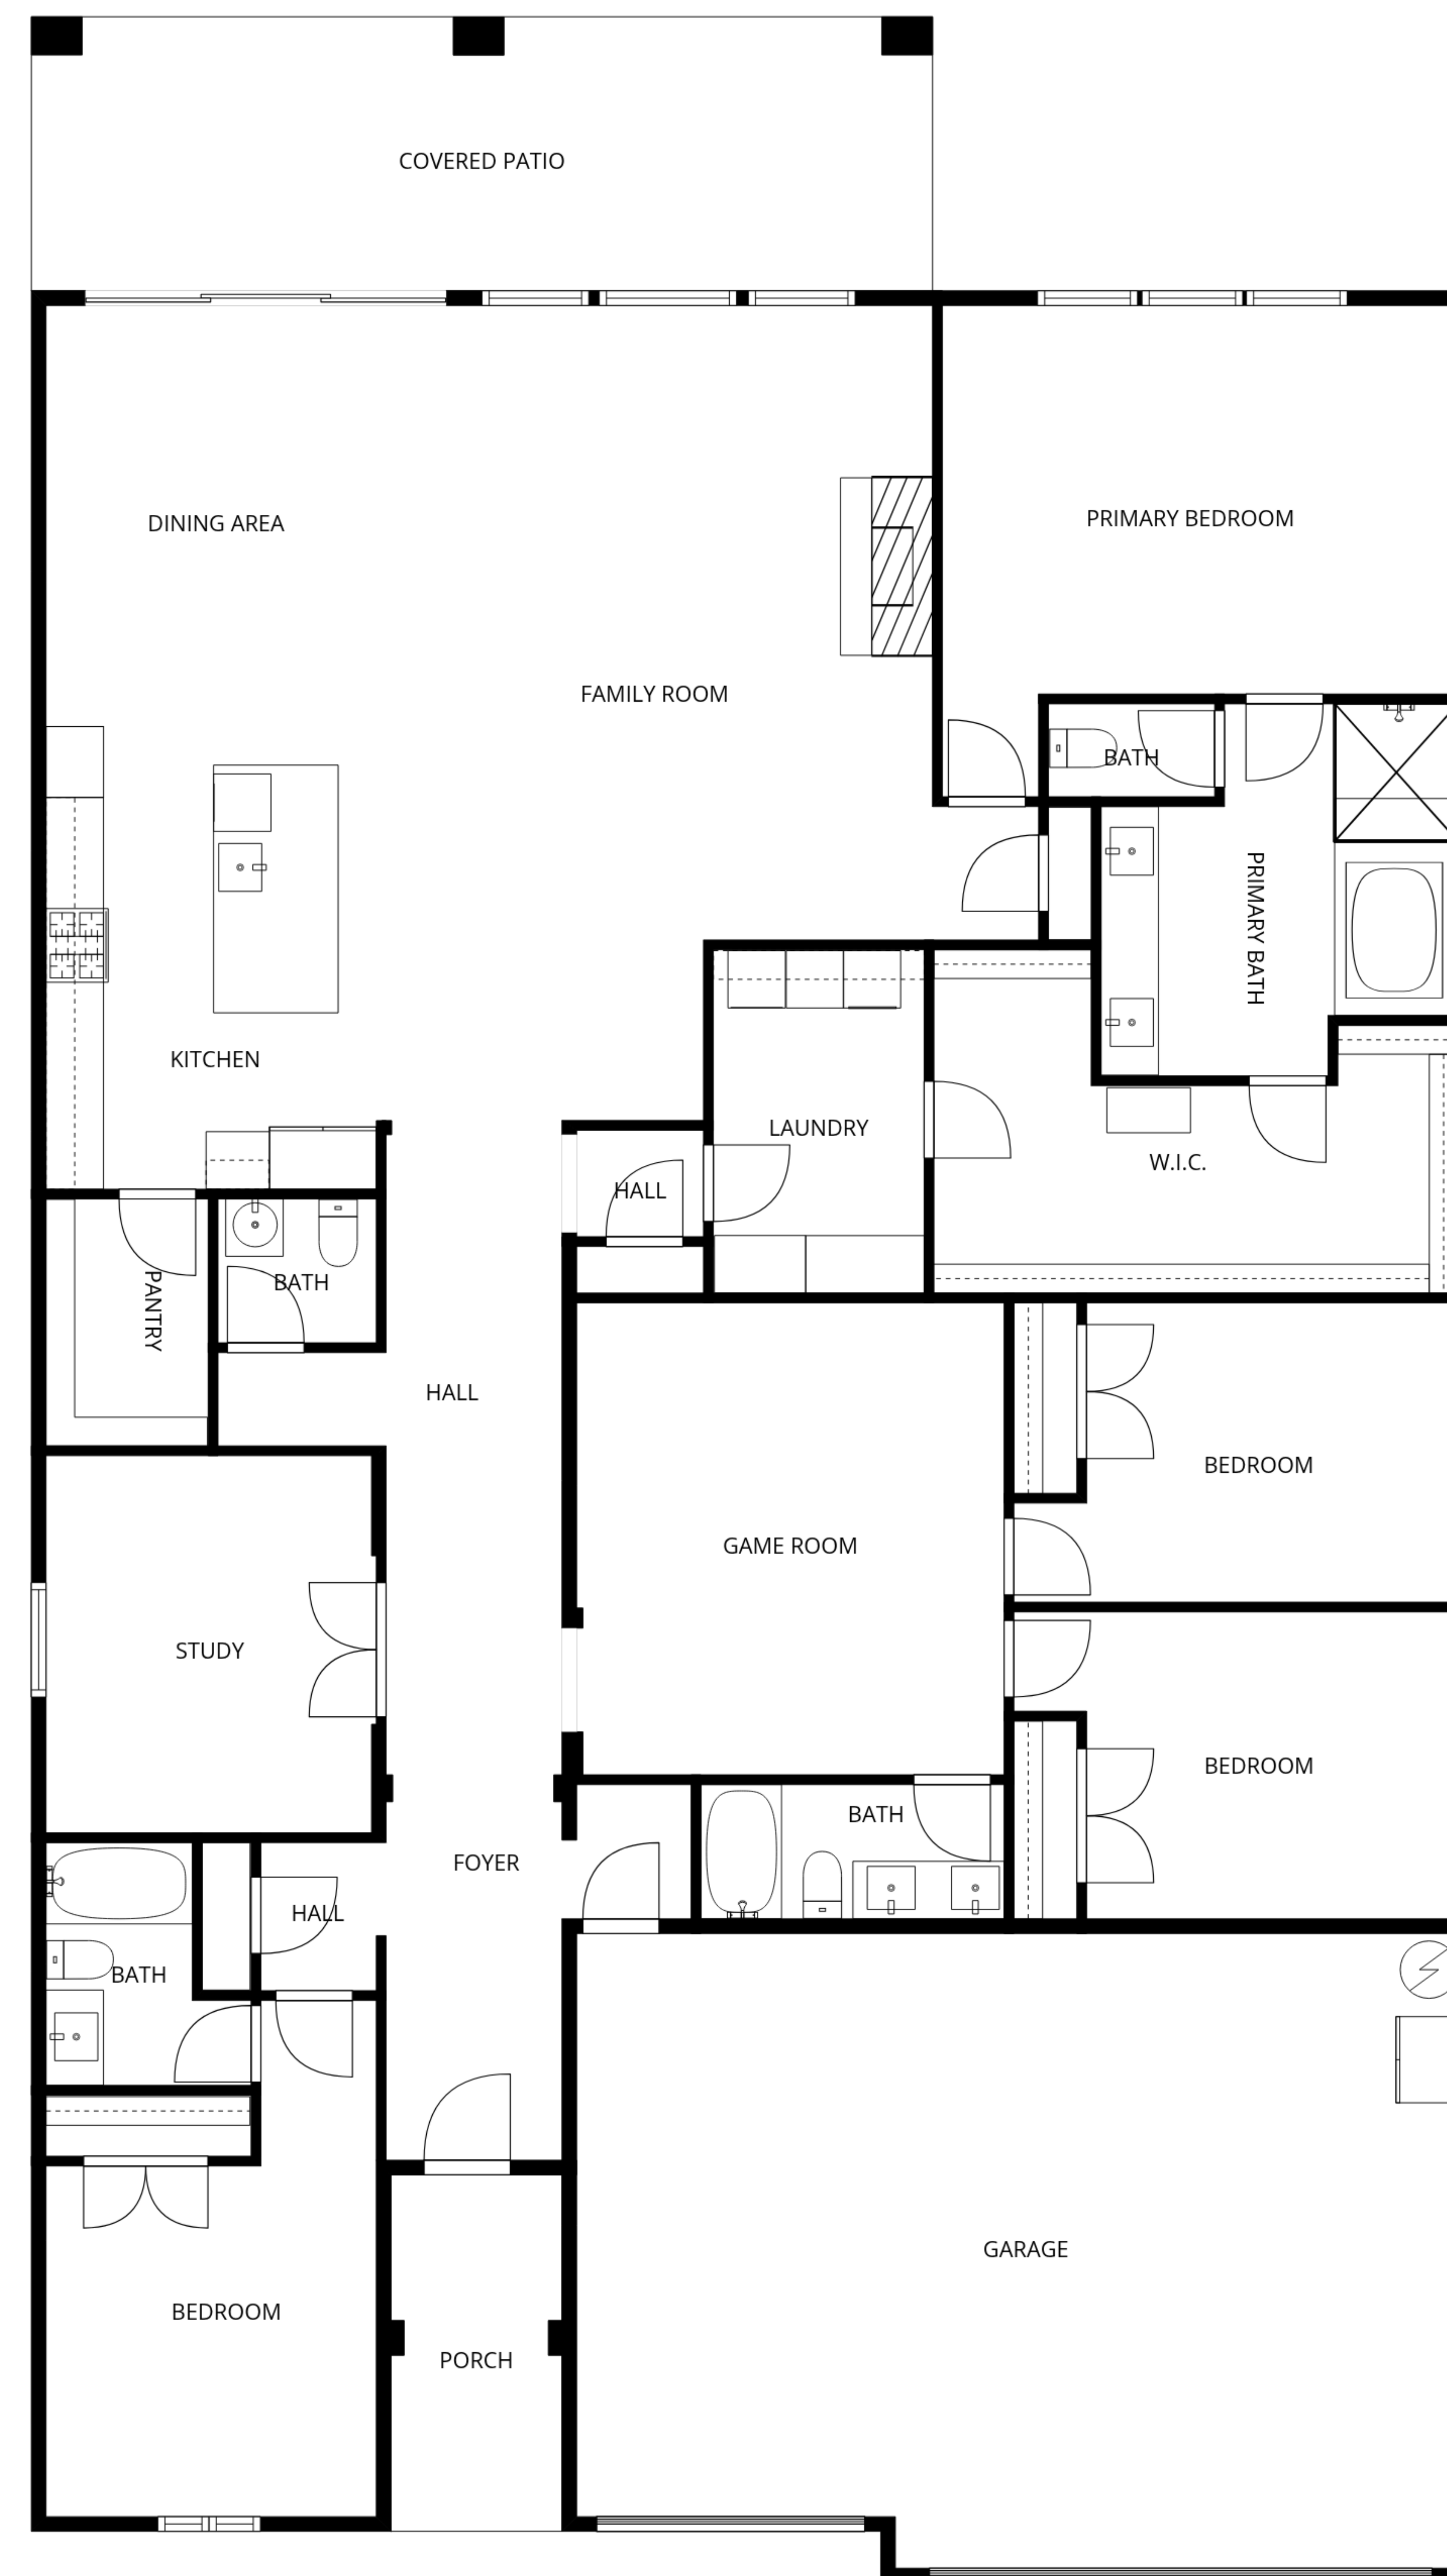 COVERED PATIO
DINING AREA
PRIMARY BEDROOM
FAMILY ROOM
BATH
PRIMARY BATH
KITCHEN
LAUNDRY
W.I.C.
HALL
PANTRY
BATH
HALL
BEDROOM
GAME ROOM
STUDY
BEDROOM
BATH
FOYER
HALL
BATH
GARAGE
BEDROOM
PORCH